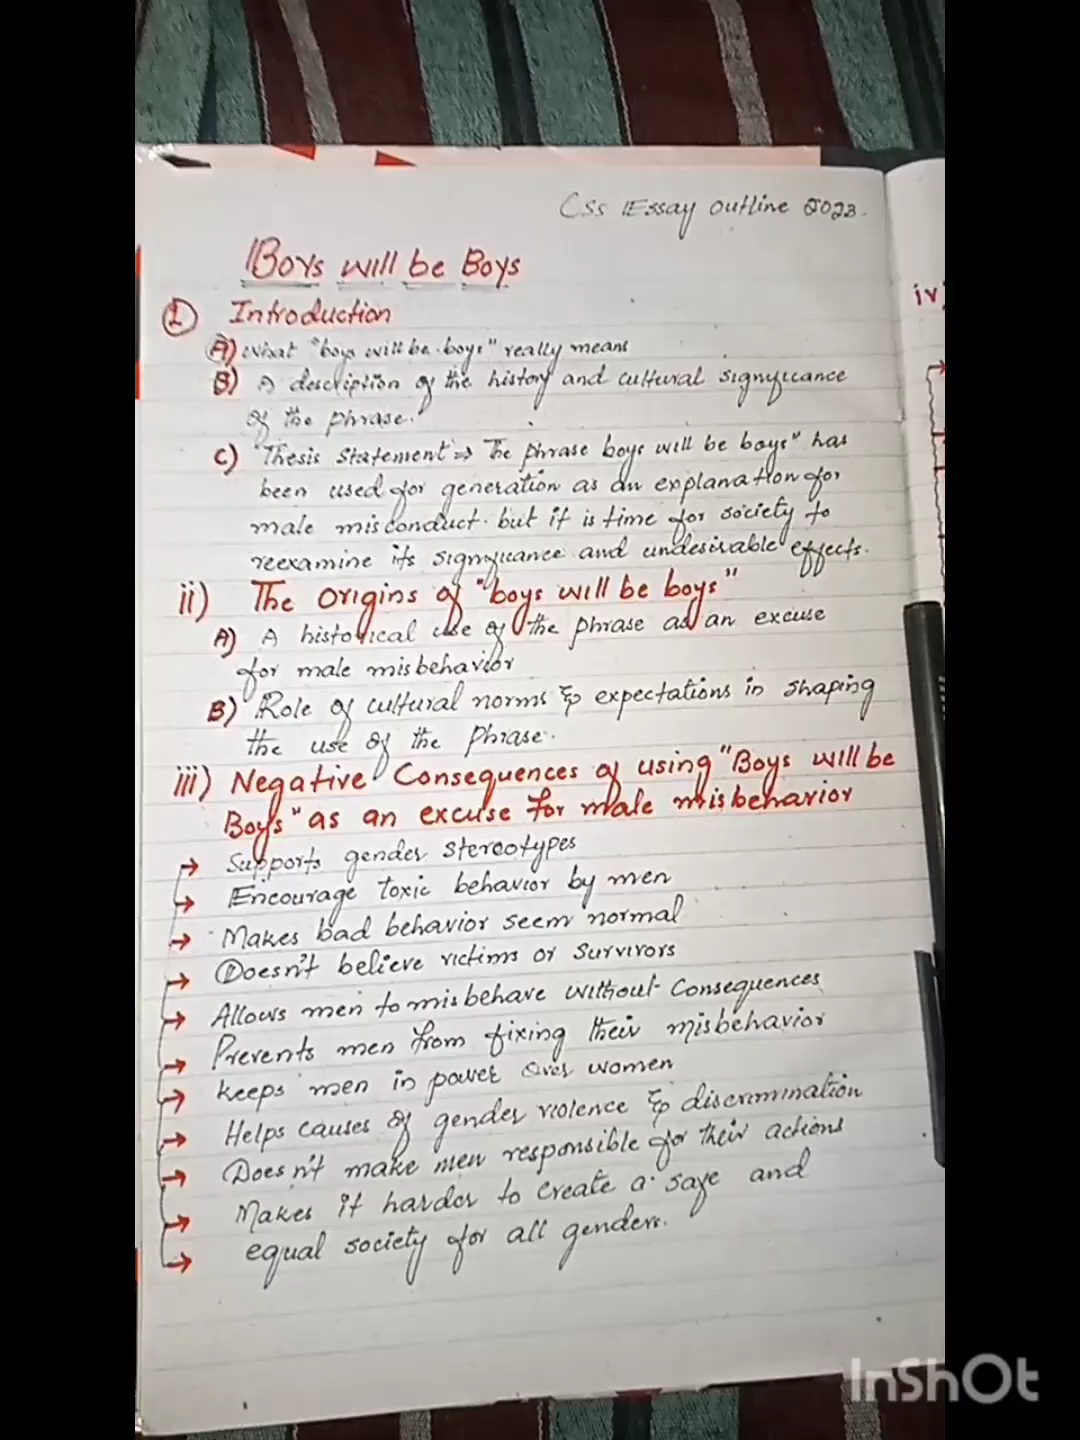 Css Essay outline 2023.
Boys will be Boys
1 Introduction
A) What "boys will be boys" really means
B) A description of the history and cultural significance
of the phrase.
C) Thesis Statement ⇒ The phrase boys will be boys" has
been used for generation as an explanation for
male misconduct. but it is time for society to
reexamine its significance and undesirable effects.
ii) The origins of "boys will be boys"
A) A historical use of the phrase as an excuse
for male misbehavior
B) Role of cultural norms & expectations in shaping
the use of the Phrase.
iii) Negative Consequences of using "Boys will be
Boys" as an excuse for male misbehavior
→ Supports gender stereotypes
→ Encourage toxic behavior by men
→ Makes bad behavior seem normal
→ Doesn't believe victims or survivors
→ Allows men to misbehave without Consequences
→ Prevents men from fixing their misbehavior
→ keeps men in power over women
→ Helps causes of gender violence & discrimination
→ Doesn't make men responsible for their actions
→ Makes it harder to create a safe and
→ equal society for all genders.
iv)
InShOt